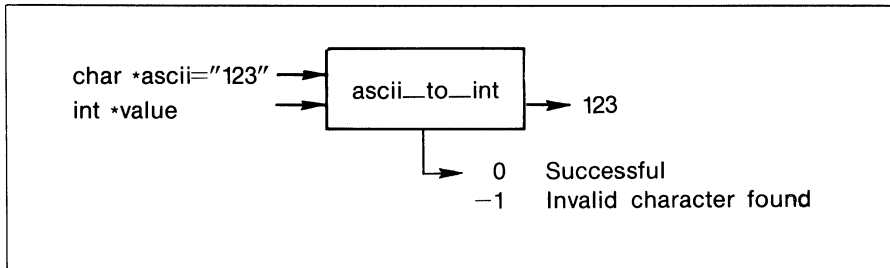 char *ascii="123"
int *value
ascii_to_int
123
0 Successful
−1 Invalid character found